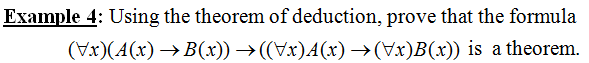 Example 4: Using the theorem of deduction, prove that the formula
(∀x)(A(x) → B(x)) → ((∀x)A(x) → (∀x)B(x)) is a theorem.